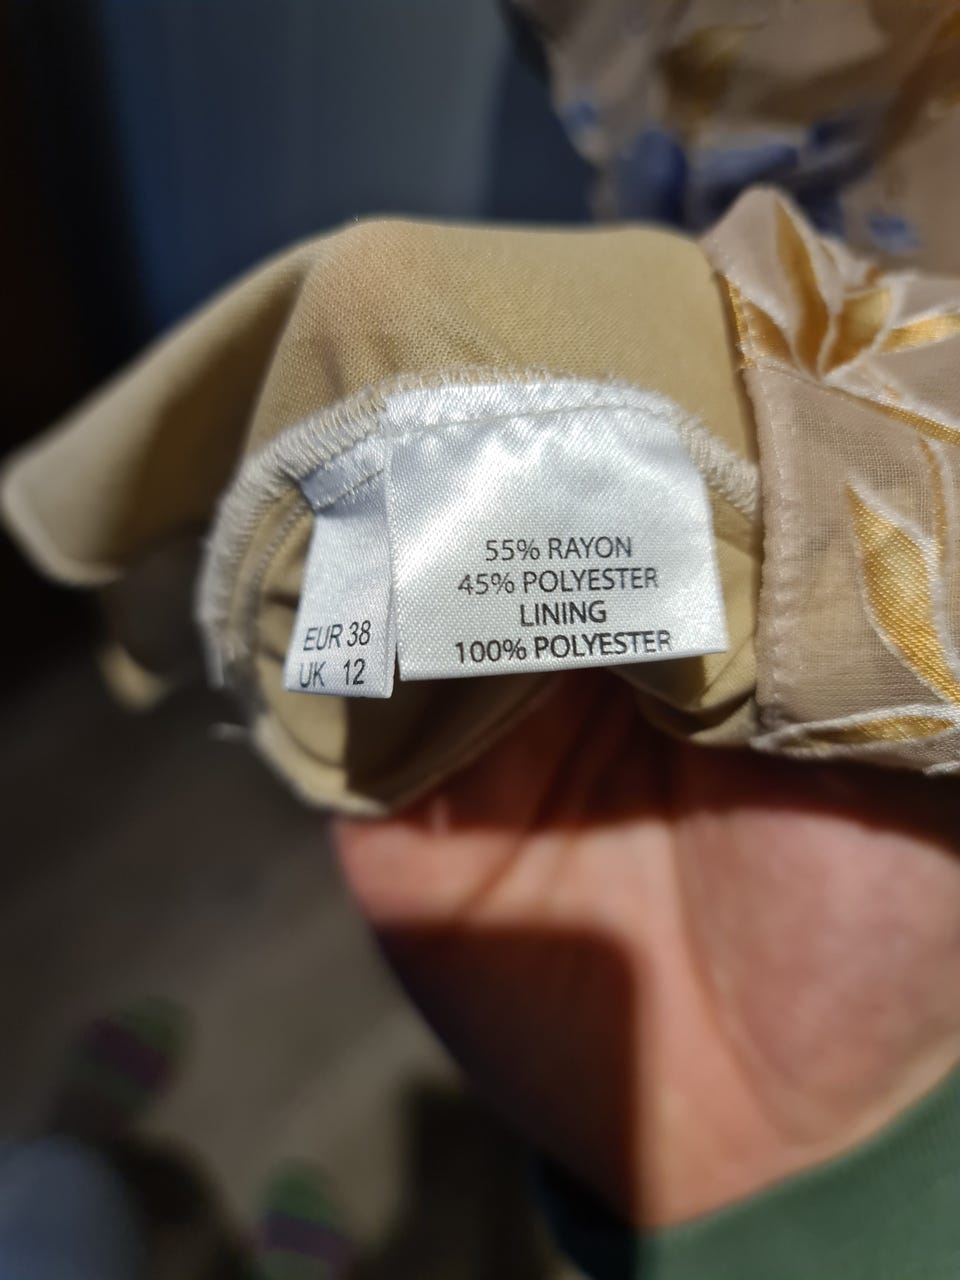 EUR 38
UK 12
55% RAYON
45% POLYESTER
LINING
100% POLYESTER